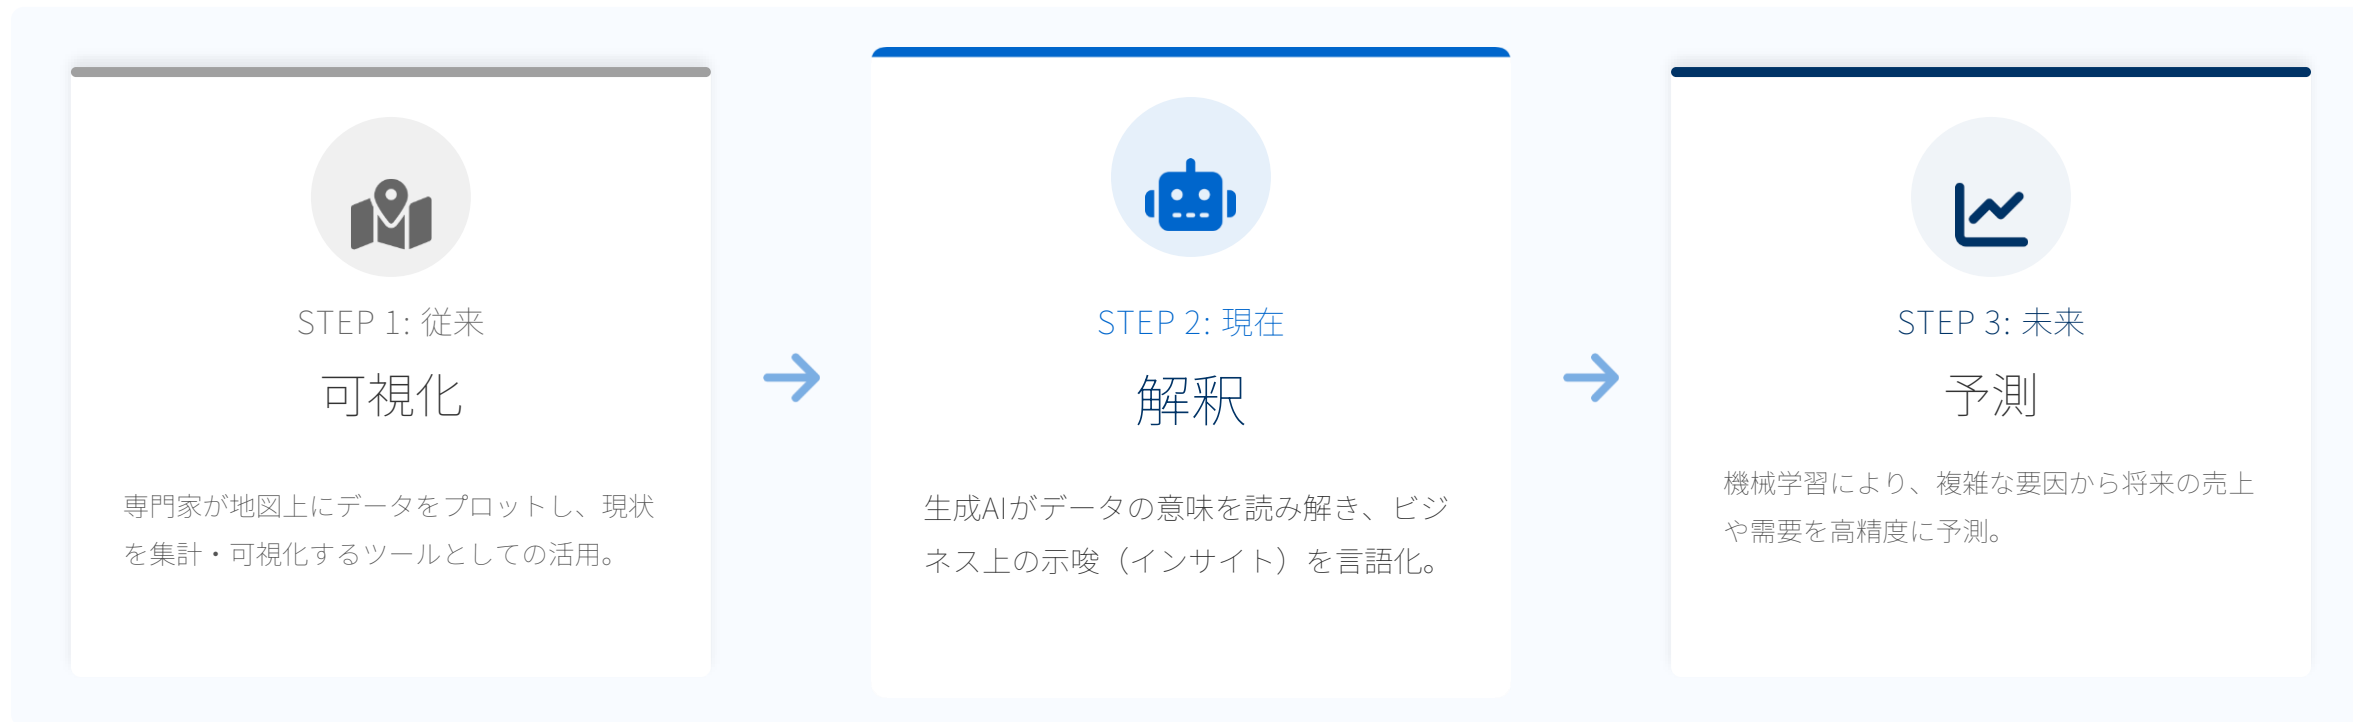 STEP 1: 従来
可視化
専門家が地図上にデータをプロットし、現状
を集計・可視化するツールとしての活用。
STEP 2: 現在
解釈
生成AIがデータの意味を読み解き、ビジ
ネス上の示唆（インサイト）を言語化。
STEP 3: 未来
予測
機械学習により、複雑な要因から将来の売上
や需要を高精度に予測。